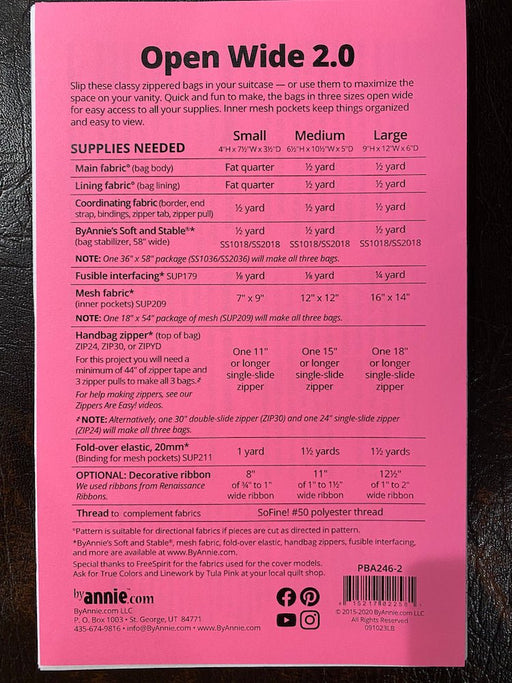 Open Wide 2.0
Slip these classy zippered bags in your suitcase — or use them to maximize the
space on your vanity. Quick and fun to make, the bags in three sizes open wide
for easy access to all your supplies. Inner mesh pockets keep things organized
and easy to view.
Small Medium Large
SUPPLIES NEEDED 4"H x 7½"W x 3½"D 6½"H x 10½"W x 5"D 9"H x 12"W x 6"D
Main fabric° (bag body) Fat quarter ½ yard ½ yard
Lining fabric° (bag lining) Fat quarter ½ yard ½ yard
Coordinating fabric (border, end
strap, bindings, zipper tab, zipper pull) ½ yard ½ yard ½ yard
ByAnnie's Soft and Stable®* ½ yard ½ yard ½ yard
(bag stabilizer, 58" wide) SS1018/SS2018 SS1018/SS2018 SS1018/SS2018
NOTE: One 36" x 58" package (SS1036/SS2036) will make all three bags.
Fusible interfacing* SUP179 ⅛ yard ⅛ yard ¼ yard
Mesh fabric*
(inner pockets) SUP209 7" x 9" 12" x 12" 16" x 14"
NOTE: One 18" x 54" package of mesh (SUP209) will make all three bags.
Handbag zipper* (top of bag)
ZIP24, ZIP30, or ZIPYD
For this project you will need a
minimum of 44" of zipper tape and
3 zipper pulls to make all 3 bags.
For help making zippers, see our
Zippers Are Easy! videos.
One 11"
or longer
single-slide
zipper
One 15"
or longer
single-slide
zipper
One 18"
or longer
single-slide
zipper
NOTE: Alternatively, one 30" double-slide zipper (ZIP30) and one 24" single-slide zipper
(ZIP24) will make all three bags.
Fold-over elastic, 20mm*
(Binding for mesh pockets) SUP211 1 yard 1½ yards 1½ yards
OPTIONAL: Decorative ribbon
We used ribbons from Renaissance
Ribbons.
8"
of ¾" to 1"
wide ribbon
11"
of 1" to 1½"
wide ribbon
12½"
of 1" to 2"
wide ribbon
Thread to complement fabrics SoFine! #50 polyester thread
°Pattern is suitable for directional fabrics if pieces are cut as directed in pattern.
*ByAnnie's Soft and Stable®, mesh fabric, fold-over elastic, handbag zippers, fusible interfacing,
and more are available at www.ByAnnie.com.
Special thanks to FreeSpirit for the fabrics used for the cover models.
Ask for True Colors and Linework by Tula Pink at your local quilt shop.
PBA246-2
byannie.com
ByAnnie.com LLC
P. O. Box 1003 • St. George, UT 84771
435-674-9816 • info@ByAnnie.com • www.ByAnnie.com
© 2015-2020 ByAnnie.com LLC
All Rights Reserved
091023LB